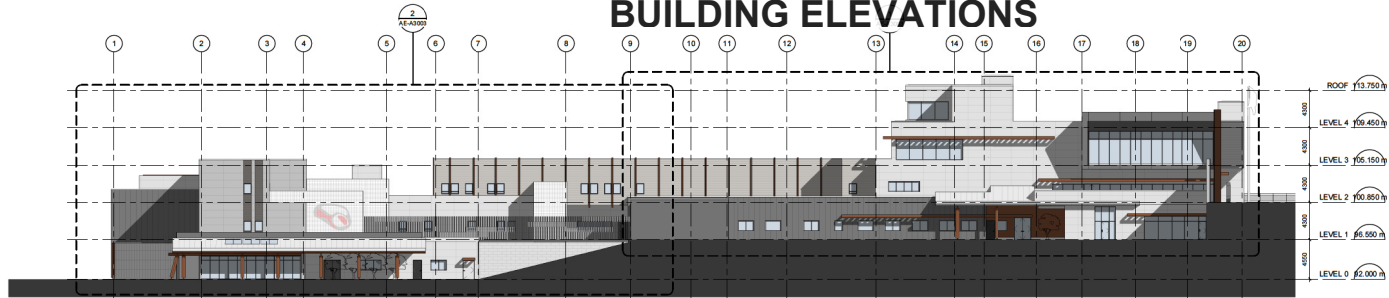 BUILDING ELEVATIONS
2
AE-A3003
1 2 3 4 5 6 7 8 9 10 11 12 13 14 15 16 17 18 19 20
ROOF 113.750 m
4300
LEVEL 4 109.450 m
4300
LEVEL 3 105.150 m
4300
LEVEL 2 100.850 m
4300
LEVEL 1 96.550 m
4550
LEVEL 0 92.000 m